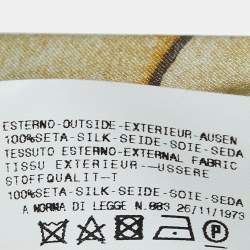 ESTERNO-OUTSIDE-EXTERIEUR-AUSEN
100%SETA-SILK-SEIDE-SOIE-SEDA
TESSUTO ESTERNO-EXTERNAL FABRIC
TISSU EXTERIEUR-—USSERE
STOFFQUALIT-T
100%SETA-SILK-SEIDE-SOIE-SEDA
A NORMA DI LEGGE N.883 26/11/1973